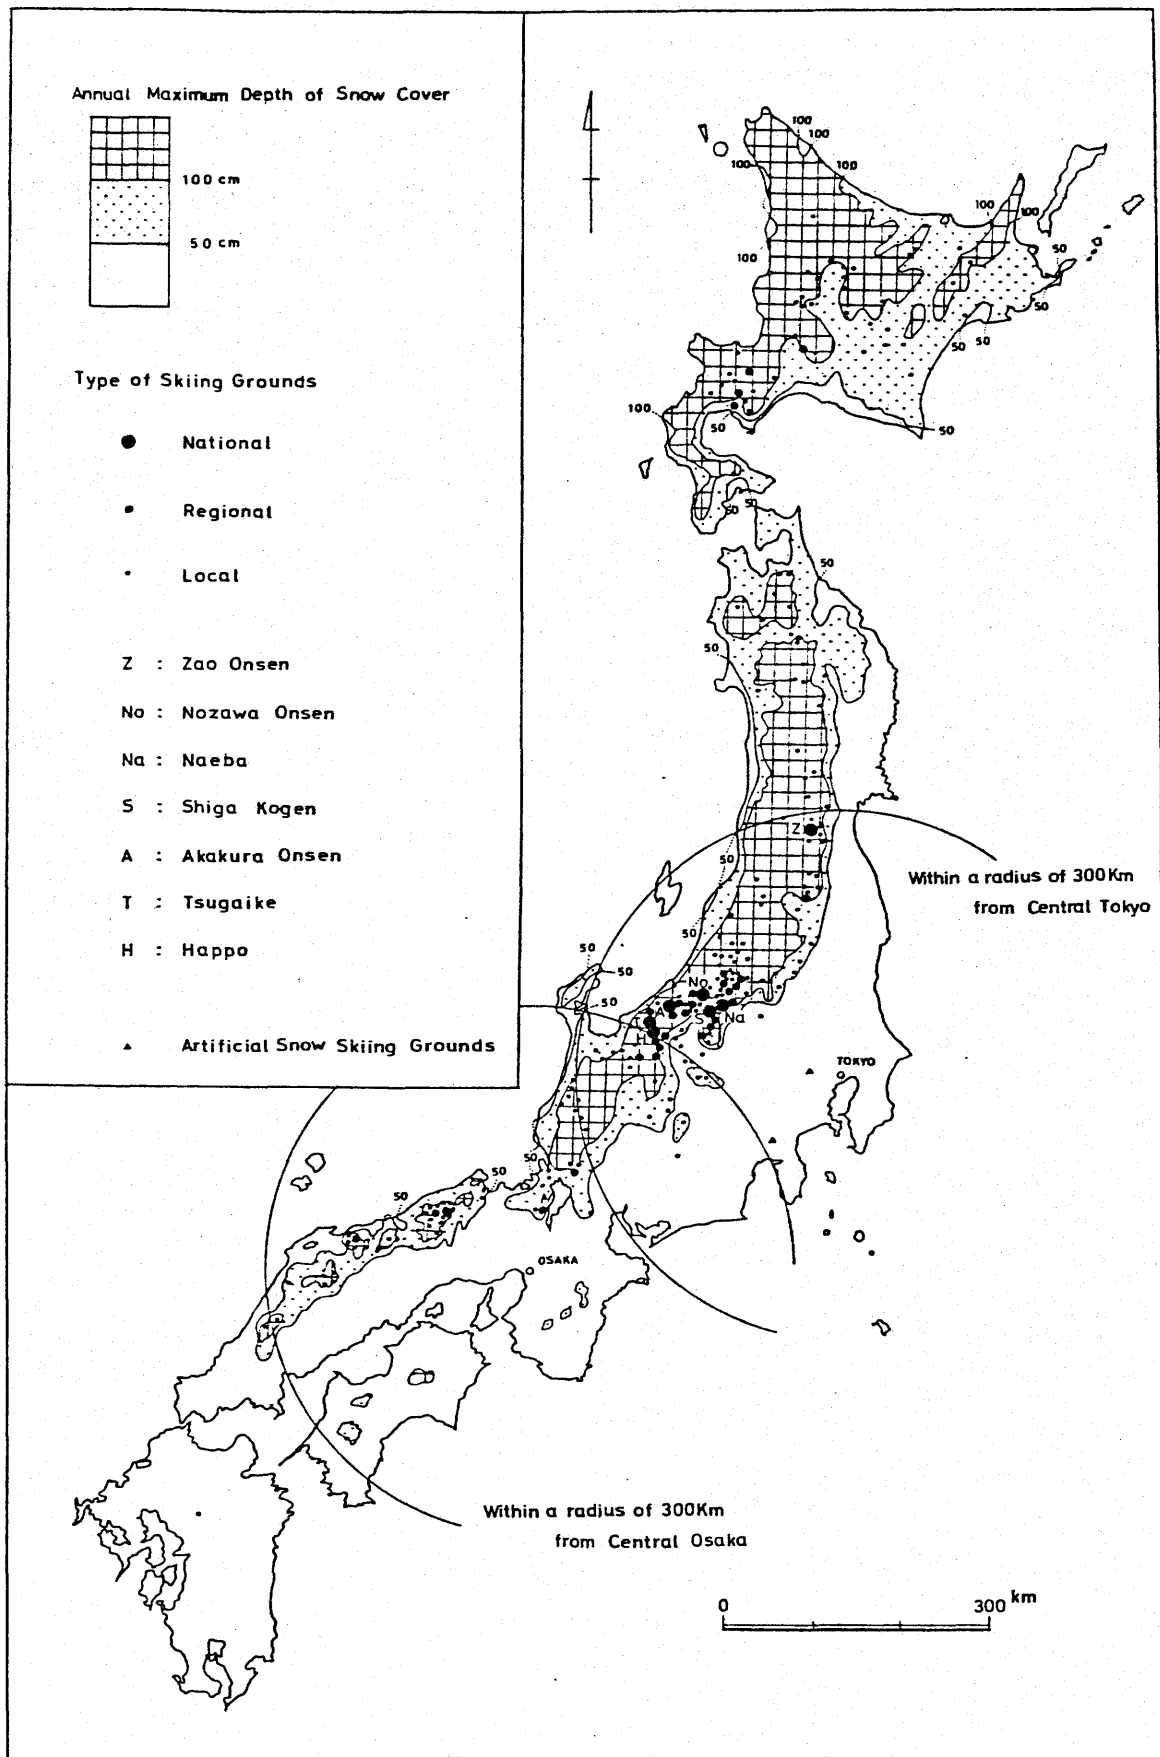 Annual Maximum Depth of Snow Cover
100 cm
50 cm
Type of Skiing Grounds
National
Regional
Local
Z : Zao Onsen
No : Nozawa Onsen
Na : Naeba
S : Shiga Kogen
A : Akakura Onsen
T : Tsugaike
H : Happo
Artificial Snow Skiing Grounds
100
100
100
100
100
100
100
50
50
50
50
100
50
50
50
50
50
50
Z
50
Within a radius of 300Km
from Central Tokyo
50
50
50
50
No
A
S
Na
T
H
TOKYO
50
50
50
OSAKA
Within a radius of 300Km
from Central Osaka
0
300 km